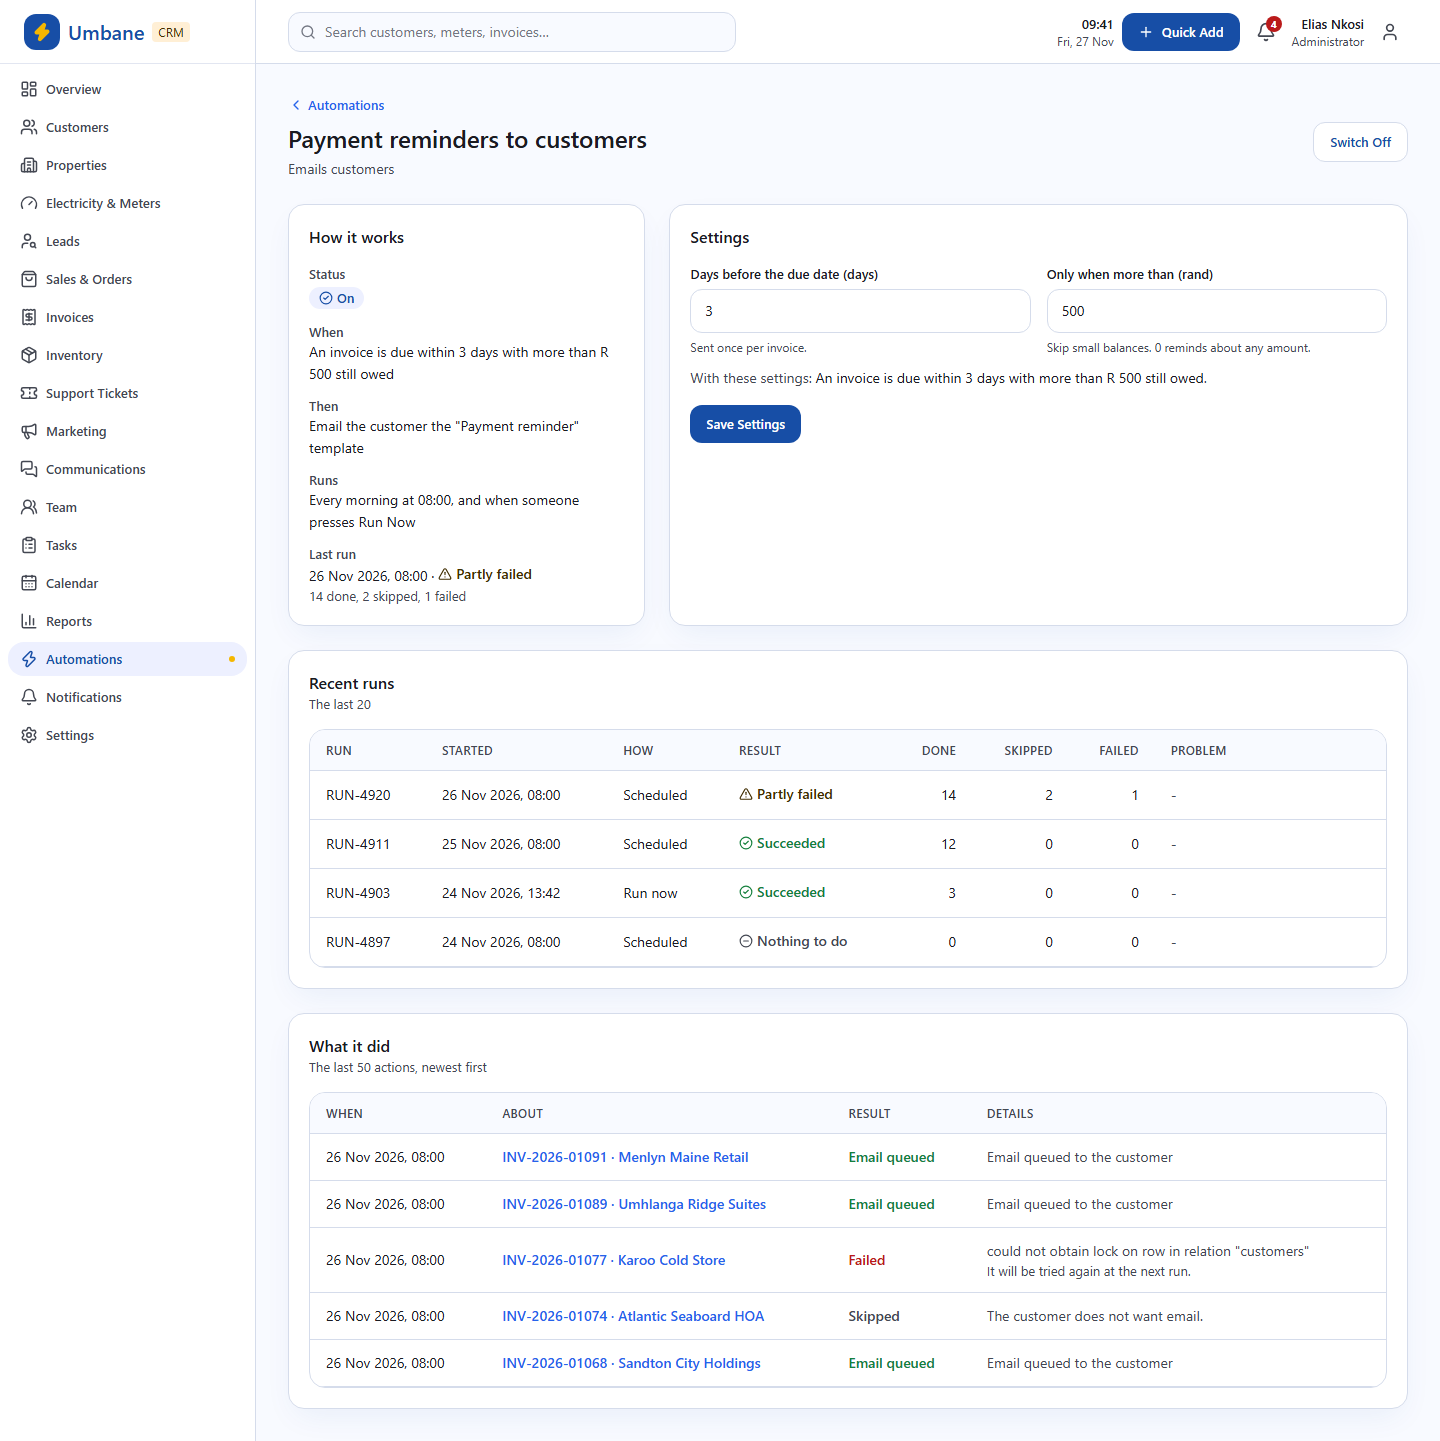 Umbane CRM
Search customers, meters, invoices...
09:41
Fri, 27 Nov
Quick Add
4
Elias Nkosi
Administrator
Overview
Customers
Properties
Electricity & Meters
Leads
Sales & Orders
Invoices
Inventory
Support Tickets
Marketing
Communications
Team
Tasks
Calendar
Reports
Automations
Notifications
Settings
Automations
Payment reminders to customers
Emails customers
Switch Off
How it works
Status
On
When
An invoice is due within 3 days with more than R
500 still owed
Then
Email the customer the "Payment reminder"
template
Runs
Every morning at 08:00, and when someone
presses Run Now
Last run
26 Nov 2026, 08:00 · Partly failed
14 done, 2 skipped, 1 failed
Settings
Days before the due date (days)
3
Sent once per invoice.
Only when more than (rand)
500
Skip small balances. 0 reminds about any amount.
With these settings: An invoice is due within 3 days with more than R 500 still owed.
Save Settings
Recent runs
The last 20
RUN STARTED HOW RESULT DONE SKIPPED FAILED PROBLEM
RUN-4920 26 Nov 2026, 08:00 Scheduled Partly failed 14 2 1 -
RUN-4911 25 Nov 2026, 08:00 Scheduled Succeeded 12 0 0 -
RUN-4903 24 Nov 2026, 13:42 Run now Succeeded 3 0 0 -
RUN-4897 24 Nov 2026, 08:00 Scheduled Nothing to do 0 0 0 -
What it did
The last 50 actions, newest first
WHEN ABOUT RESULT DETAILS
26 Nov 2026, 08:00 INV-2026-01091 · Menlyn Maine Retail Email queued Email queued to the customer
26 Nov 2026, 08:00 INV-2026-01089 · Umhlanga Ridge Suites Email queued Email queued to the customer
26 Nov 2026, 08:00 INV-2026-01077 · Karoo Cold Store Failed could not obtain lock on row in relation "customers"
It will be tried again at the next run.
26 Nov 2026, 08:00 INV-2026-01074 · Atlantic Seaboard HOA Skipped The customer does not want email.
26 Nov 2026, 08:00 INV-2026-01068 · Sandton City Holdings Email queued Email queued to the customer